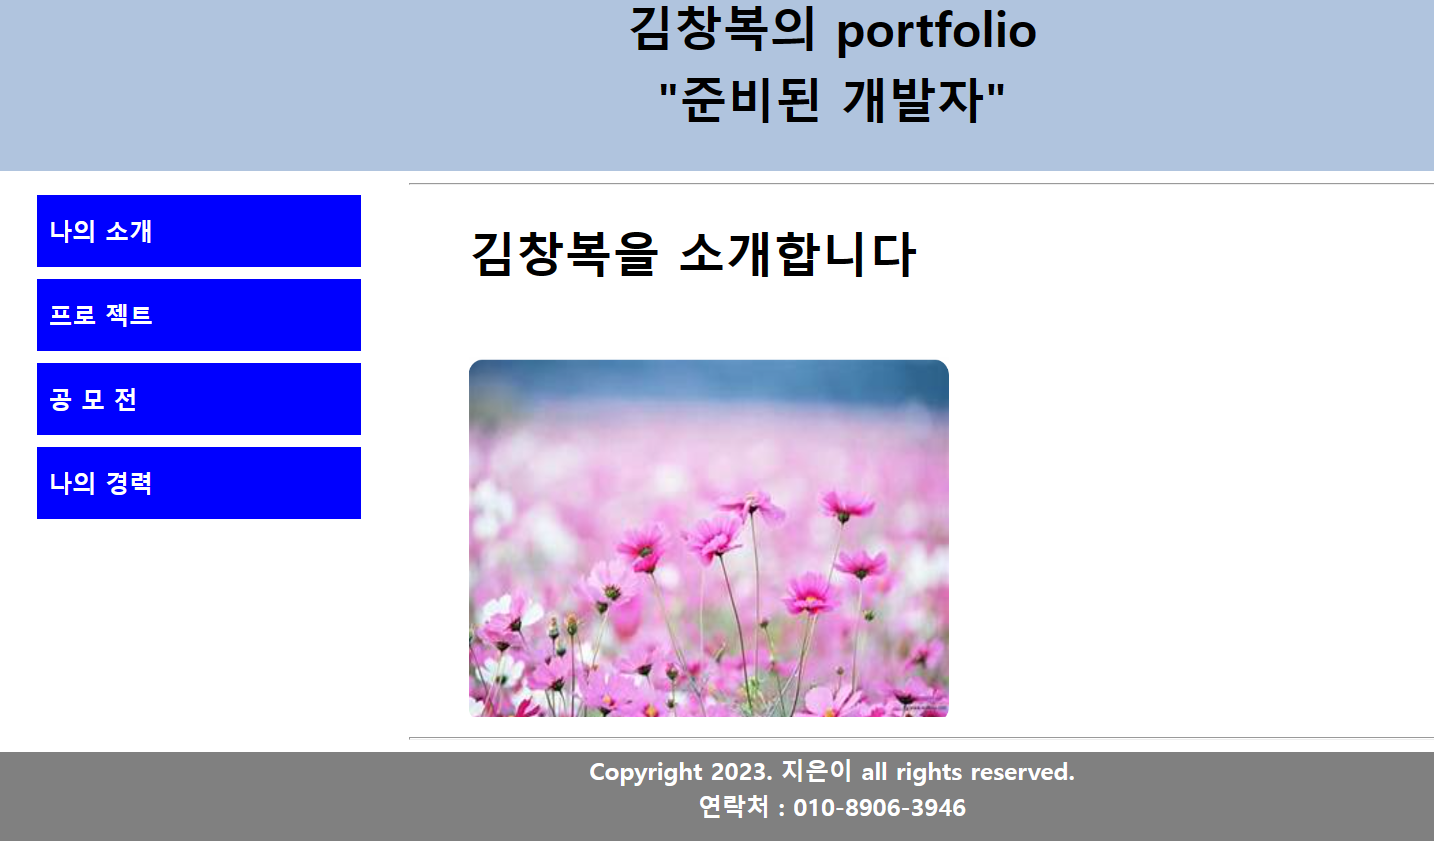 김창복의 portfolio
"준비된 개발자"
나의 소개
프로 젝트
공 모 전
나의 경력
김창복을 소개합니다
Copyright 2023. 지은이 all rights reserved.
연락처 : 010-8906-3946